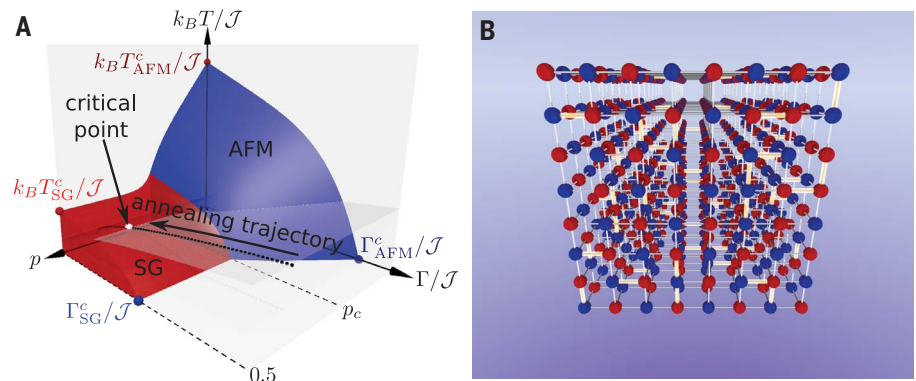 A
k_BT/𝒥
k_BT^c_AFM/𝒥
critical
point
AFM
k_BT^c_SG/𝒥
annealing trajectory
Γ^c_AFM/𝒥
p
SG
Γ/𝒥
Γ^c_SG/𝒥
p_c
0.5
B